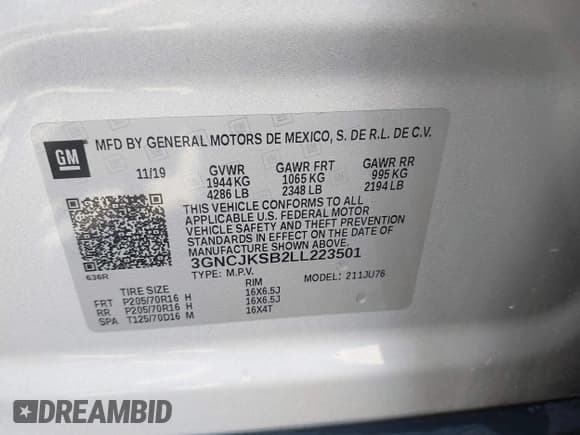 GM
MFD BY GENERAL MOTORS DE MEXICO, S. DE R.L. DE C.V.
11/19 GVWR GAWR FRT GAWR RR
1944 KG 1065 KG 995 KG
4286 LB 2348 LB 2194 LB
THIS VEHICLE CONFORMS TO ALL
APPLICABLE U.S. FEDERAL MOTOR
VEHICLE SAFETY AND THEFT PREVENTION
STANDARDS IN EFFECT ON THE DATE OF
MANUFACTURE SHOWN ABOVE.
3GNCJKSB2LL223501
636R
TYPE: M.P.V. MODEL: 211JU76
TIRE SIZE RIM
FRT P205/70R16 H 16X6.5J
RR P205/70R16 H 16X6.5J
SPA T125/70D16 M 16X4T
DREAMBID